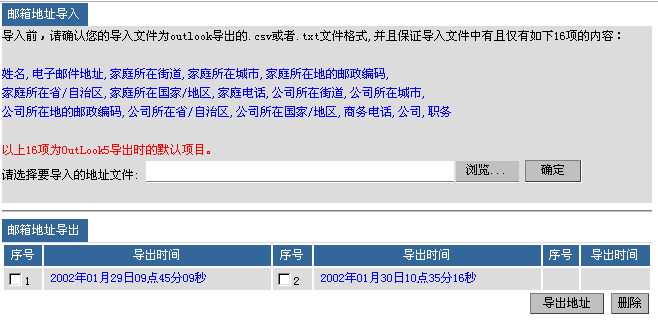 邮箱地址导入
导入前,请确认您的导入文件为outlook导出的.csv或者.txt文件格式,并且保证导入文件中有且仅有如下16项的内容:
姓名,电子邮件地址,家庭所在街道,家庭所在城市,家庭所在地的邮政编码,
家庭所在省/自治区,家庭所在国家/地区,家庭电话,公司所在街道,公司所在城市,
公司所在地的邮政编码,公司所在省/自治区,公司所在国家/地区,商务电话,公司,职务
以上16项为OutLook5导出时的默认项目。
请选择要导入的地址文件: 浏览... 确定
邮箱地址导出
序号 导出时间 序号 导出时间 序号 导出时间
1 2002年01月29日09点45分09秒 2 2002年01月30日10点35分16秒
导出地址 删除